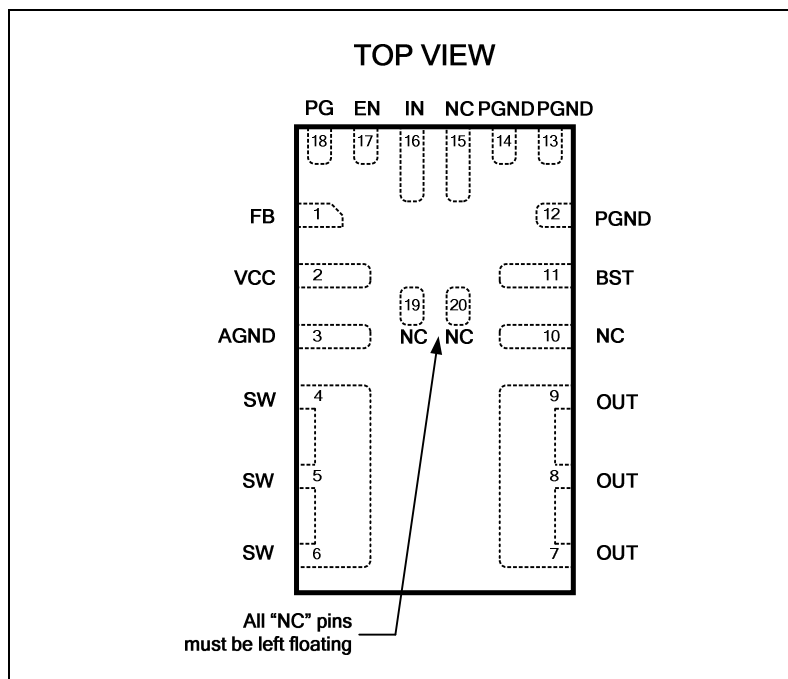 TOP VIEW
PG EN IN NC PGND PGND
18 17 16 15 14 13
FB 1 12 PGND
VCC 2 11 BST
19 20
AGND 3 NC NC 10 NC
SW 4 9 OUT
SW 5 8 OUT
SW 6 7 OUT
All “NC” pins
must be left floating